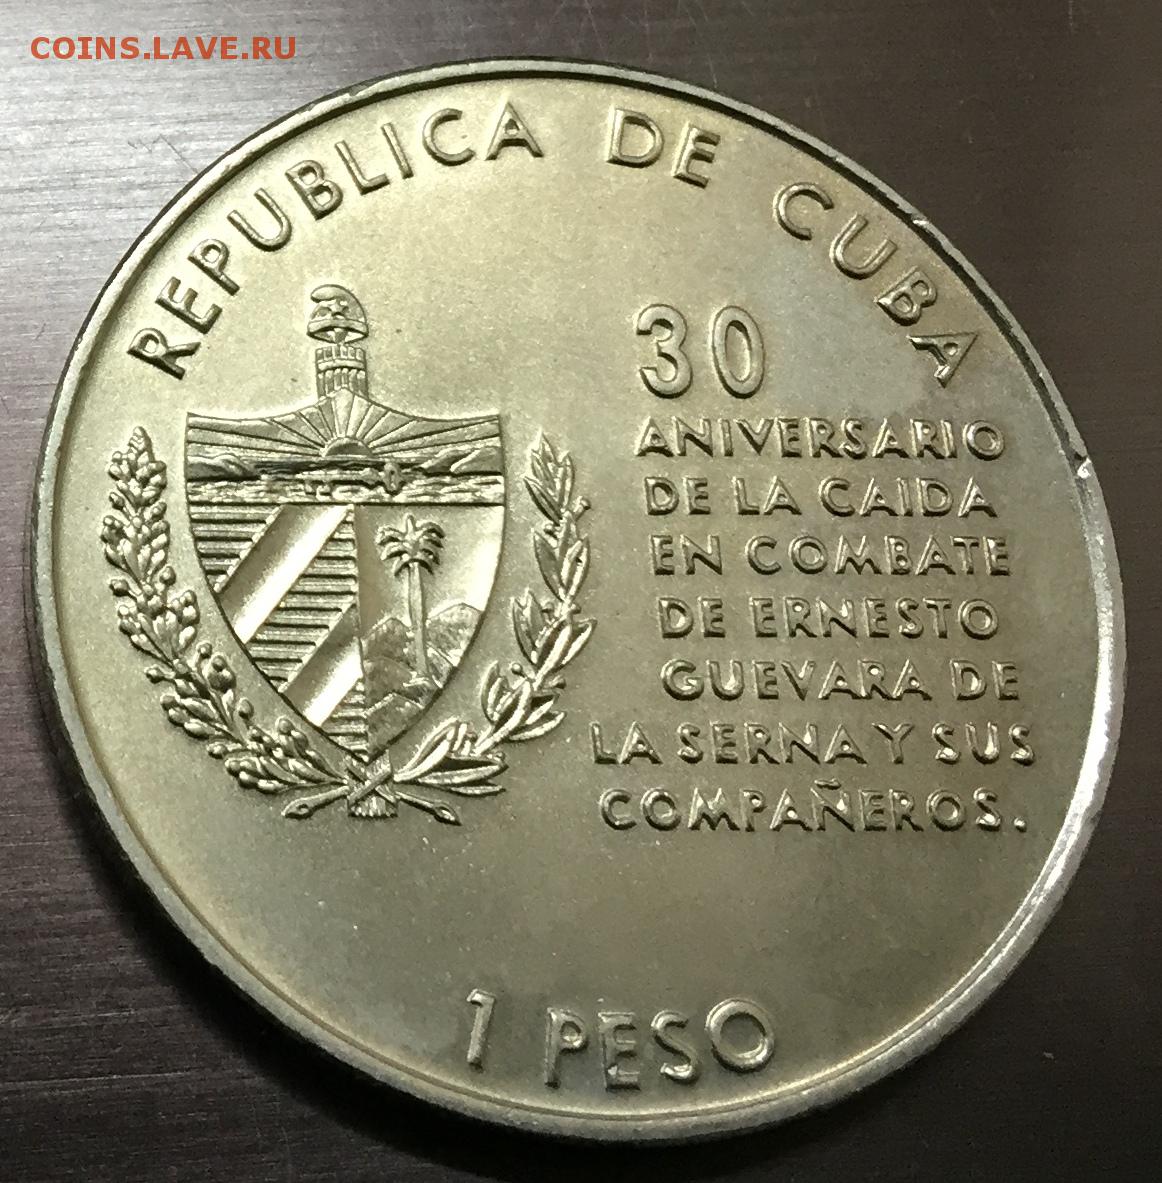 COINS.LAVE.RU
REPUBLICA DE CUBA
30
ANIVERSARIO
DE LA CAIDA
EN COMBATE
DE ERNESTO
GUEVARA DE
LA SERNA Y SUS
COMPAÑEROS.
1 PESO